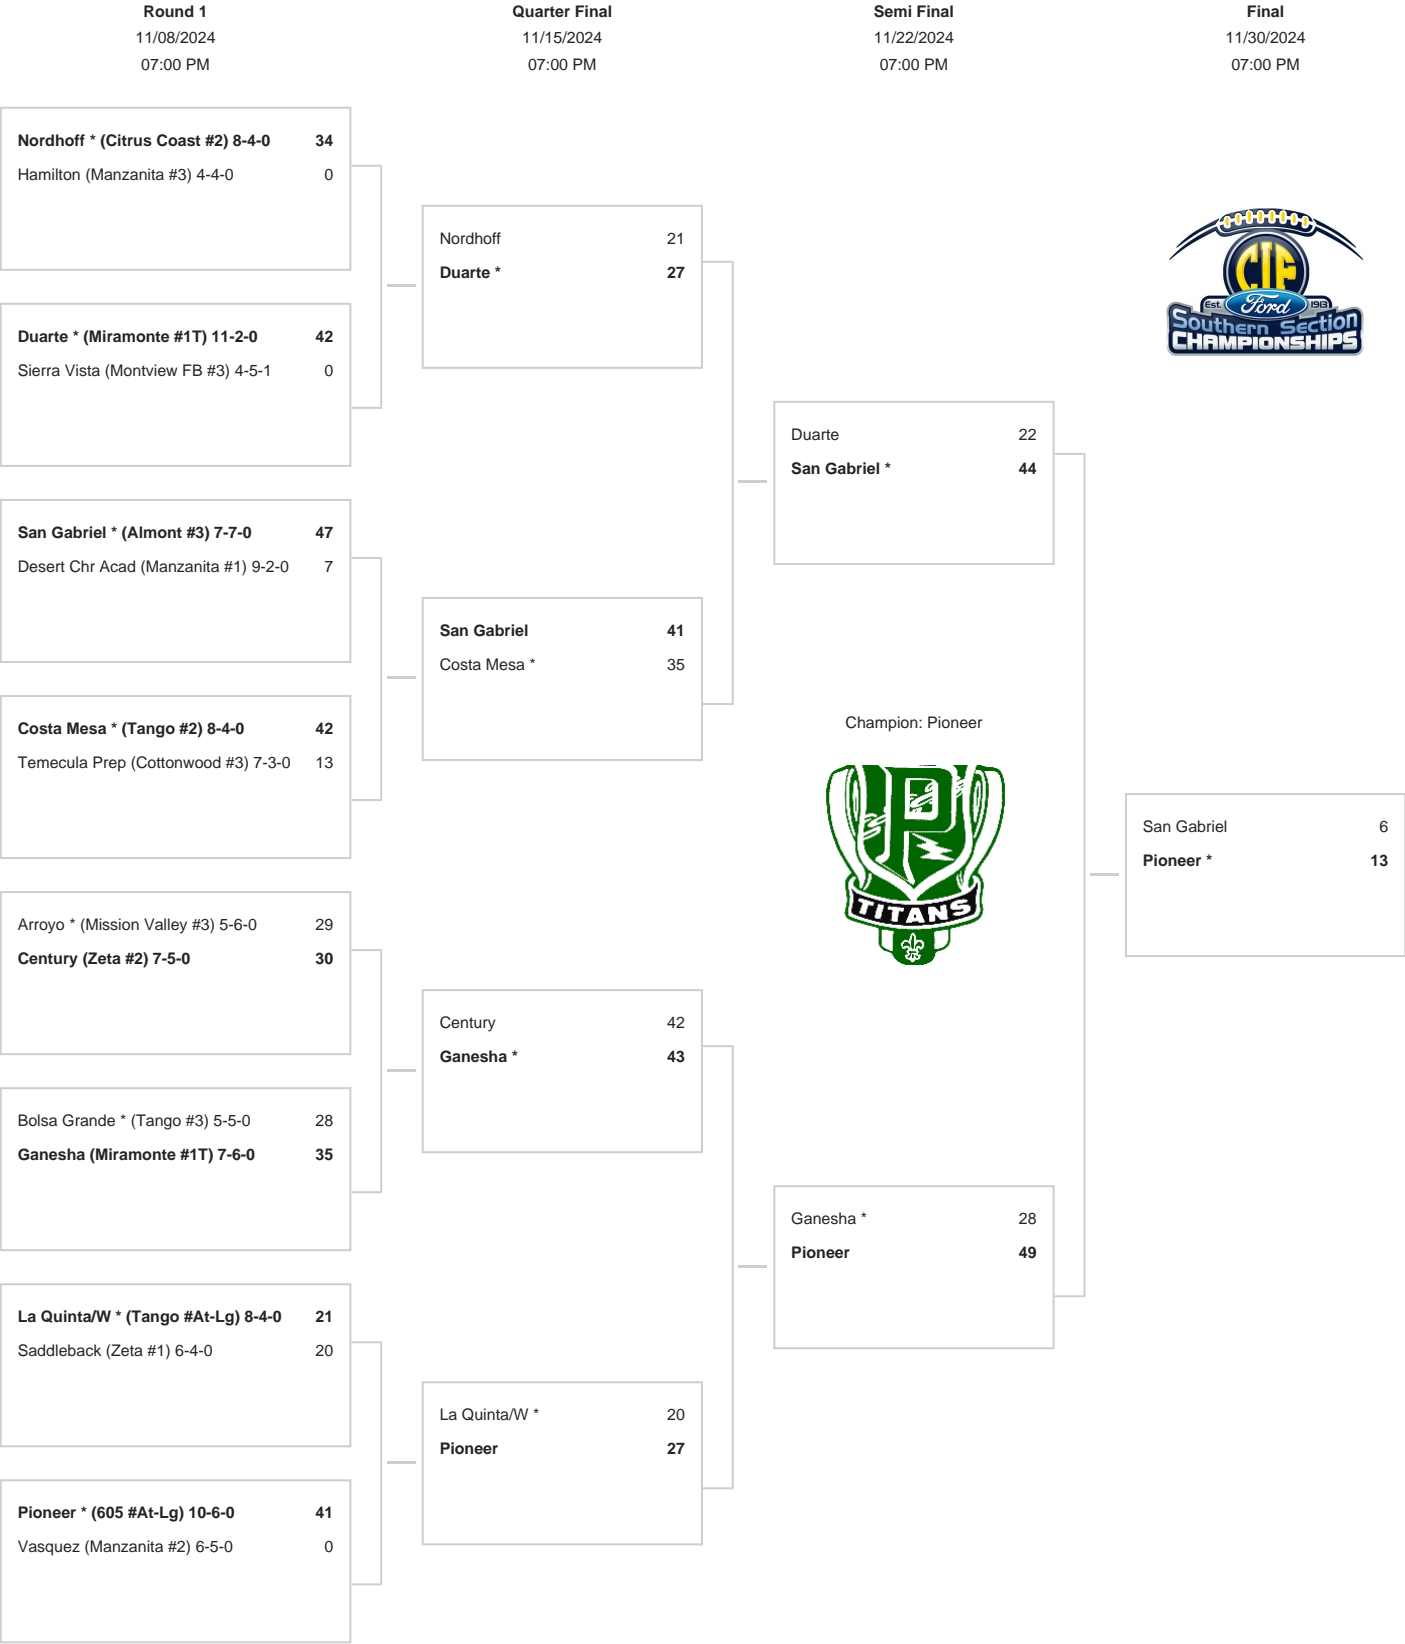 Round 1
11/08/2024
07:00 PM
Quarter Final
11/15/2024
07:00 PM
Semi Final
11/22/2024
07:00 PM
Final
11/30/2024
07:00 PM
Nordhoff * (Citrus Coast #2) 8-4-0 34
Hamilton (Manzanita #3) 4-4-0 0
Duarte * (Miramonte #1T) 11-2-0 42
Sierra Vista (Montview FB #3) 4-5-1 0
San Gabriel * (Almont #3) 7-7-0 47
Desert Chr Acad (Manzanita #1) 9-2-0 7
Costa Mesa * (Tango #2) 8-4-0 42
Temecula Prep (Cottonwood #3) 7-3-0 13
Arroyo * (Mission Valley #3) 5-6-0 29
Century (Zeta #2) 7-5-0 30
Bolsa Grande * (Tango #3) 5-5-0 28
Ganesha (Miramonte #1T) 7-6-0 35
La Quinta/W * (Tango #At-Lg) 8-4-0 21
Saddleback (Zeta #1) 6-4-0 20
Pioneer * (605 #At-Lg) 10-6-0 41
Vasquez (Manzanita #2) 6-5-0 0
Nordhoff 21
Duarte * 27
San Gabriel 41
Costa Mesa * 35
Century 42
Ganesha * 43
La Quinta/W * 20
Pioneer 27
Duarte 22
San Gabriel * 44
Champion: Pioneer
P
TITANS
Ganesha * 28
Pioneer 49
CIF
Est. Ford 1913
Southern Section
CHAMPIONSHIPS
San Gabriel 6
Pioneer * 13